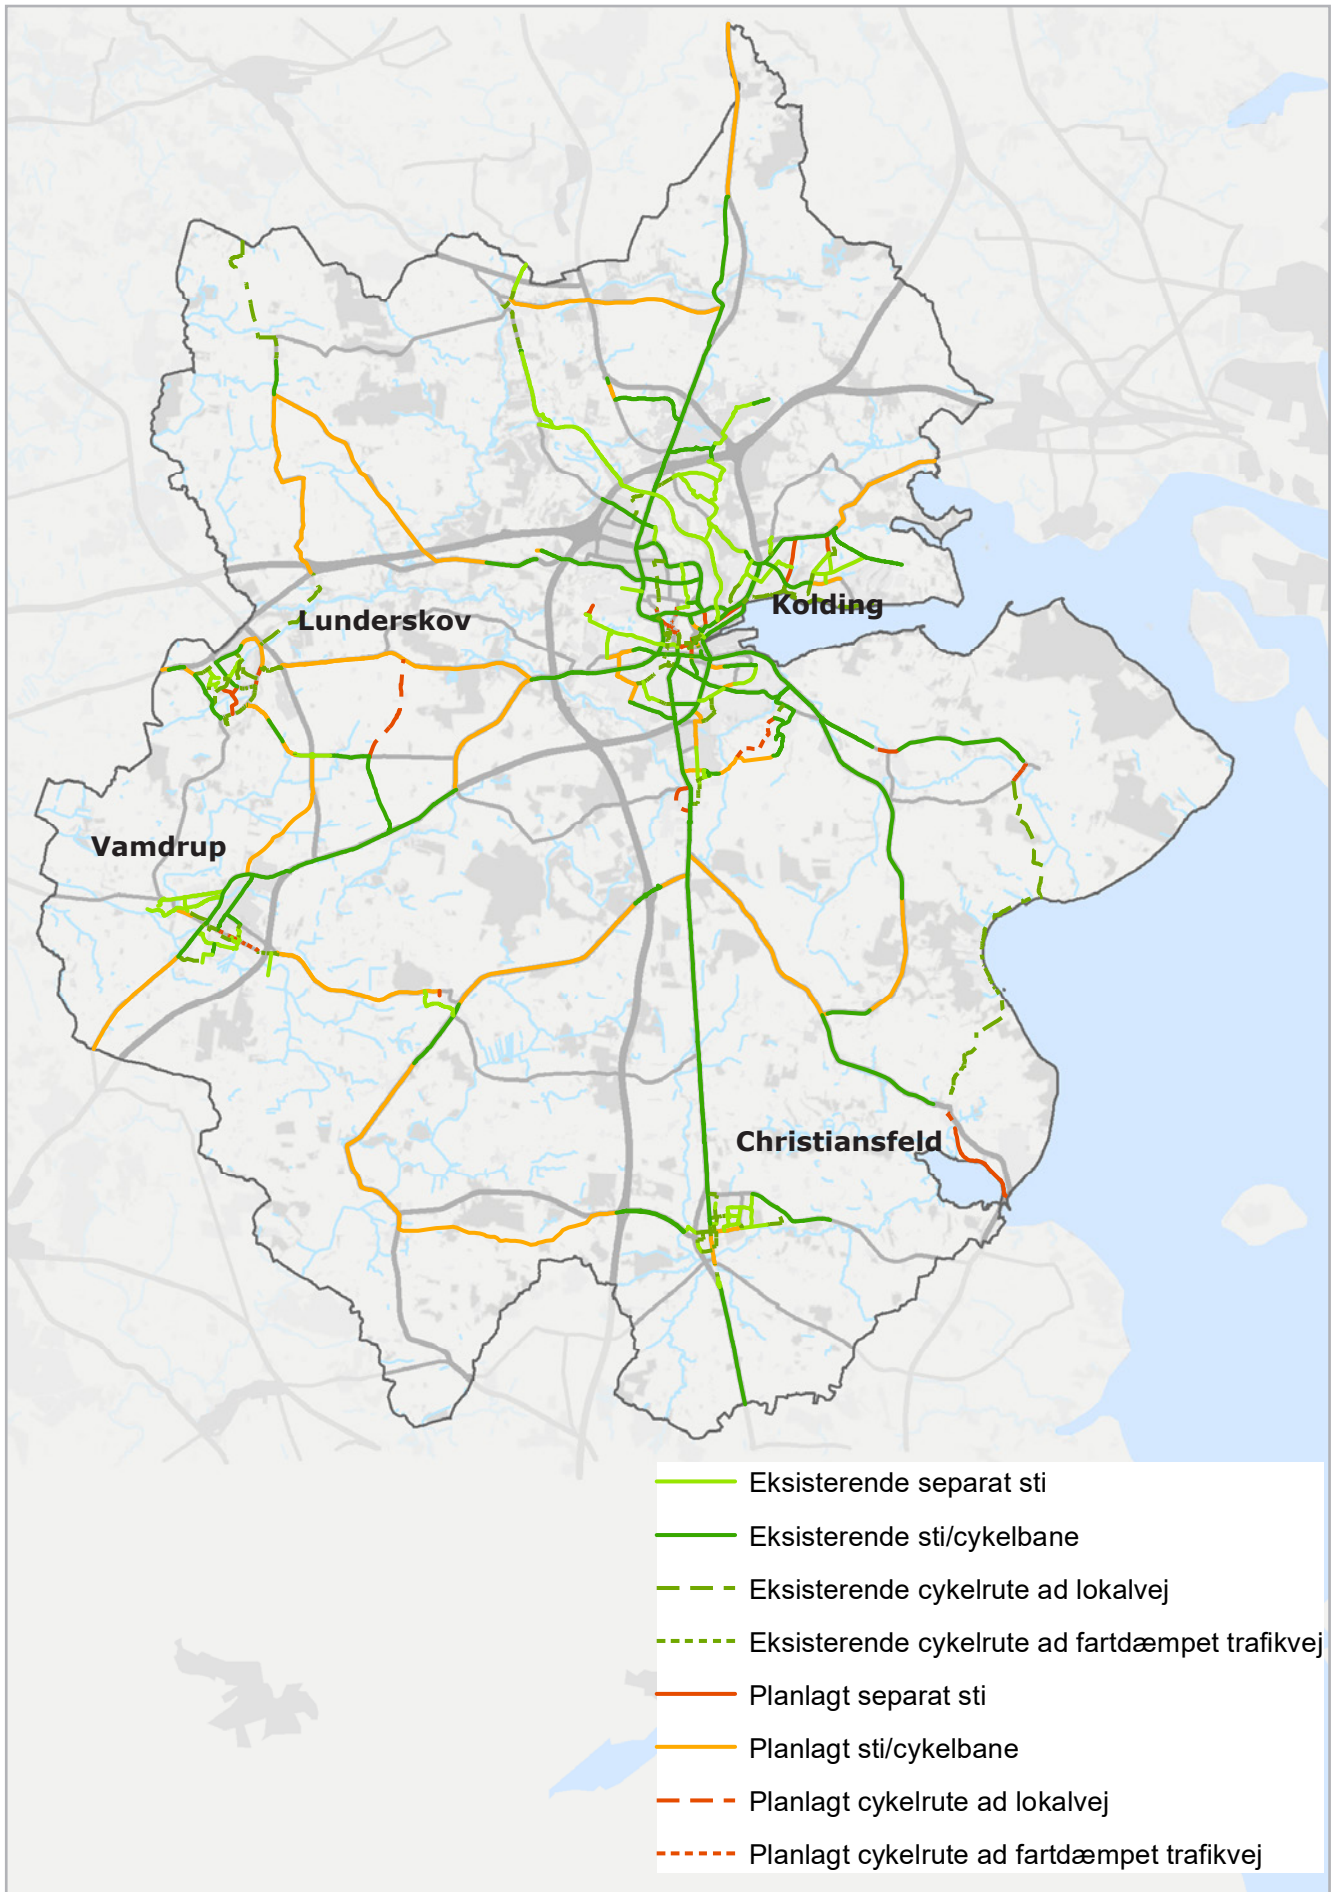 Kolding
Lunderskov
Vamdrup
Christiansfeld
Eksisterende separat sti
Eksisterende sti/cykelbane
Eksisterende cykelrute ad lokalvej
Eksisterende cykelrute ad fartdæmpet trafikvej
Planlagt separat sti
Planlagt sti/cykelbane
Planlagt cykelrute ad lokalvej
Planlagt cykelrute ad fartdæmpet trafikvej